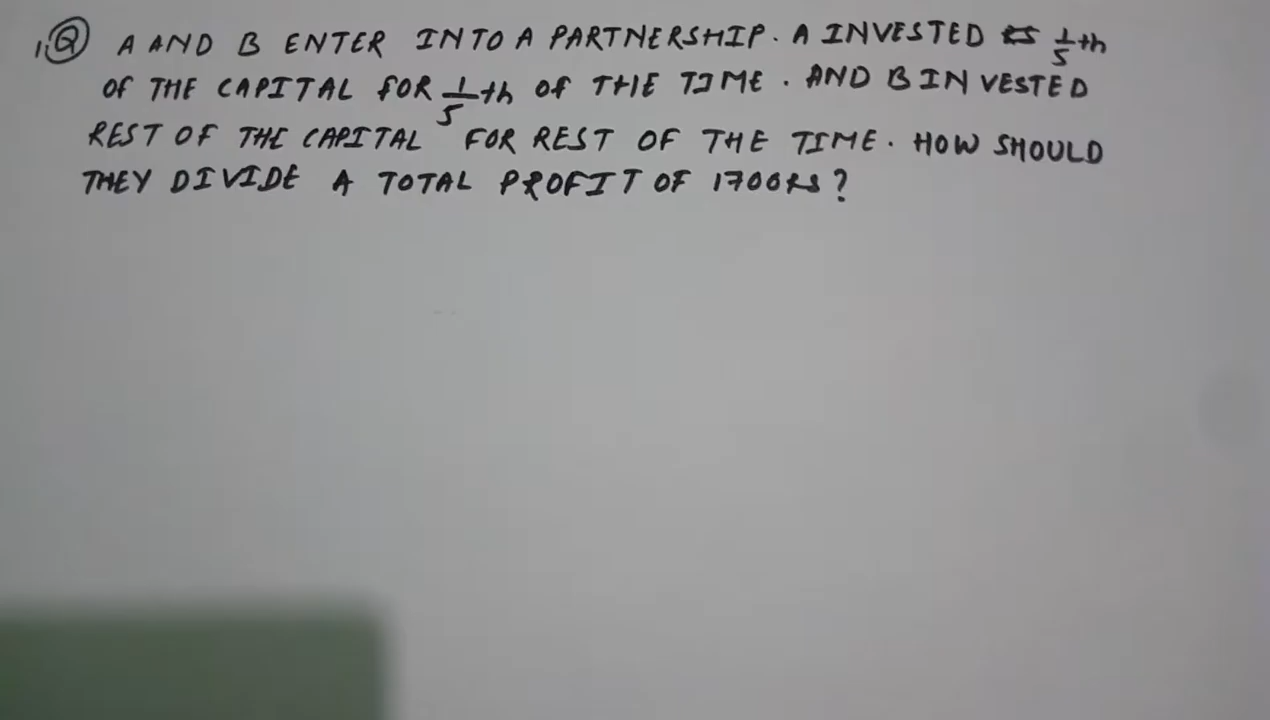 1. Q A AND B ENTER INTO A PARTNERSHIP. A INVESTED 1/5th
OF THE CAPITAL FOR 1/5th OF THE TIME. AND B INVESTED
REST OF THE CAPITAL FOR REST OF THE TIME. HOW SHOULD
THEY DIVIDE A TOTAL PROFIT OF 1700RS?